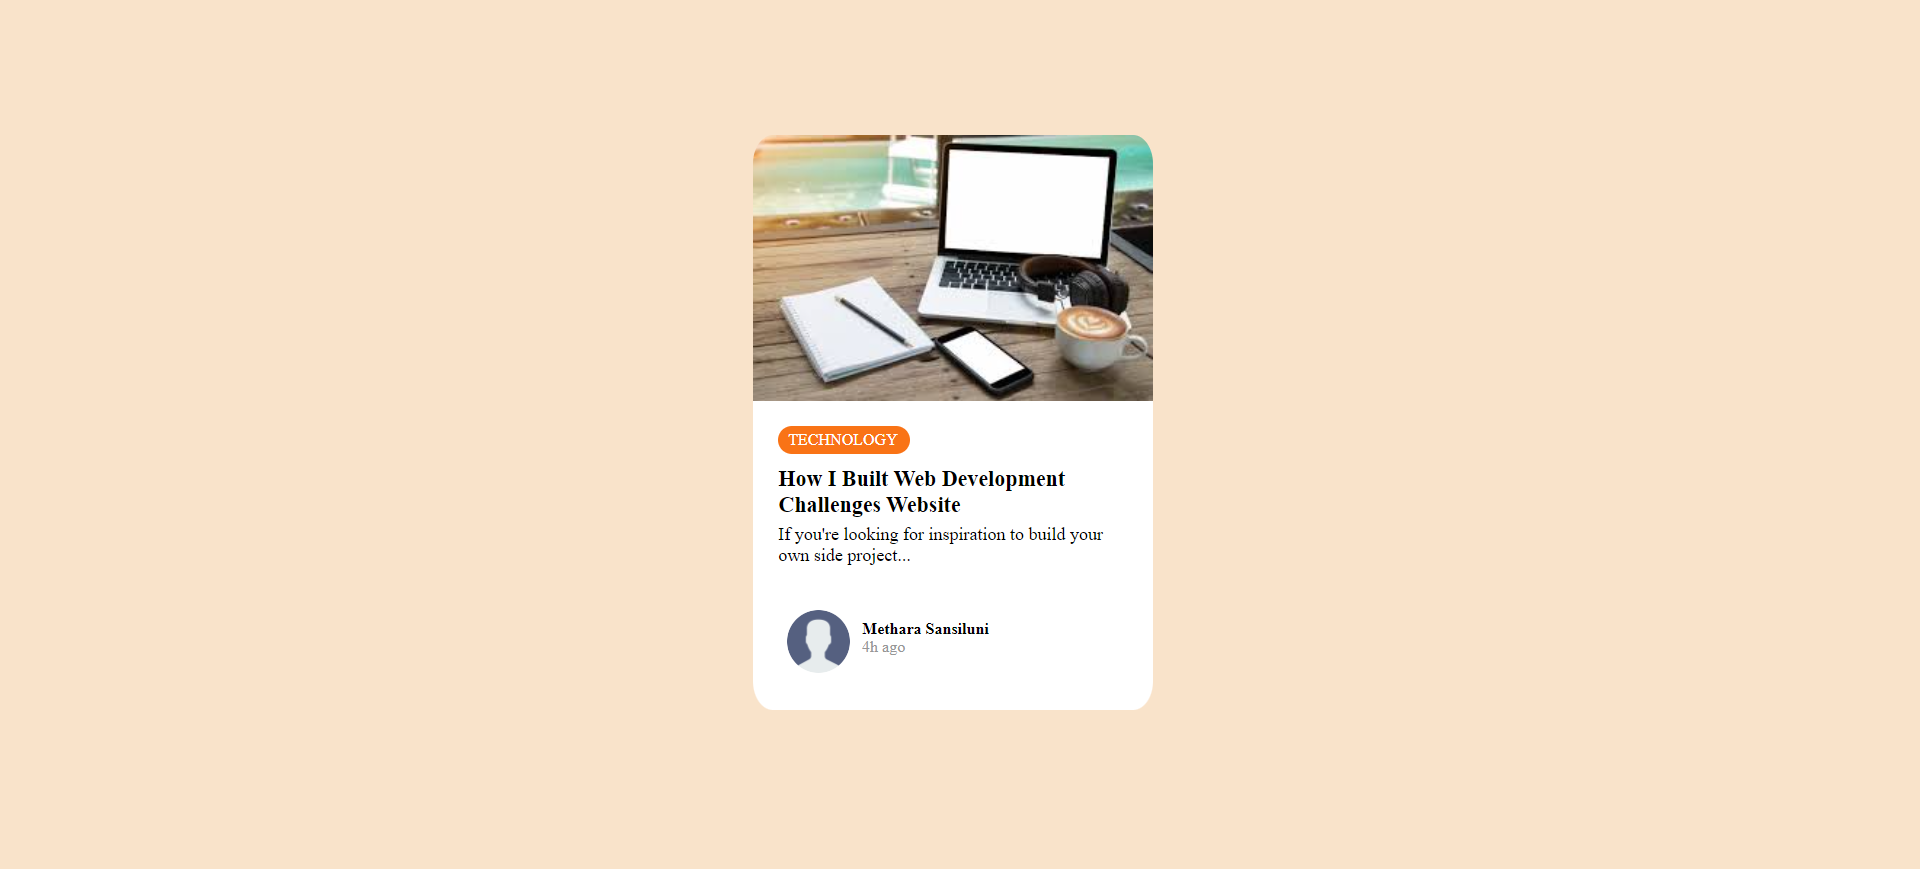 TECHNOLOGY
How I Built Web Development
Challenges Website
If you're looking for inspiration to build your
own side project...
Methara Sansiluni
4h ago